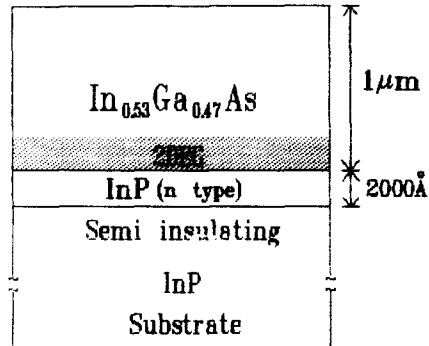 In0.53Ga0.47As
1μm
2DEG
InP (n type)
2000Å
Semi insulating
InP
Substrate